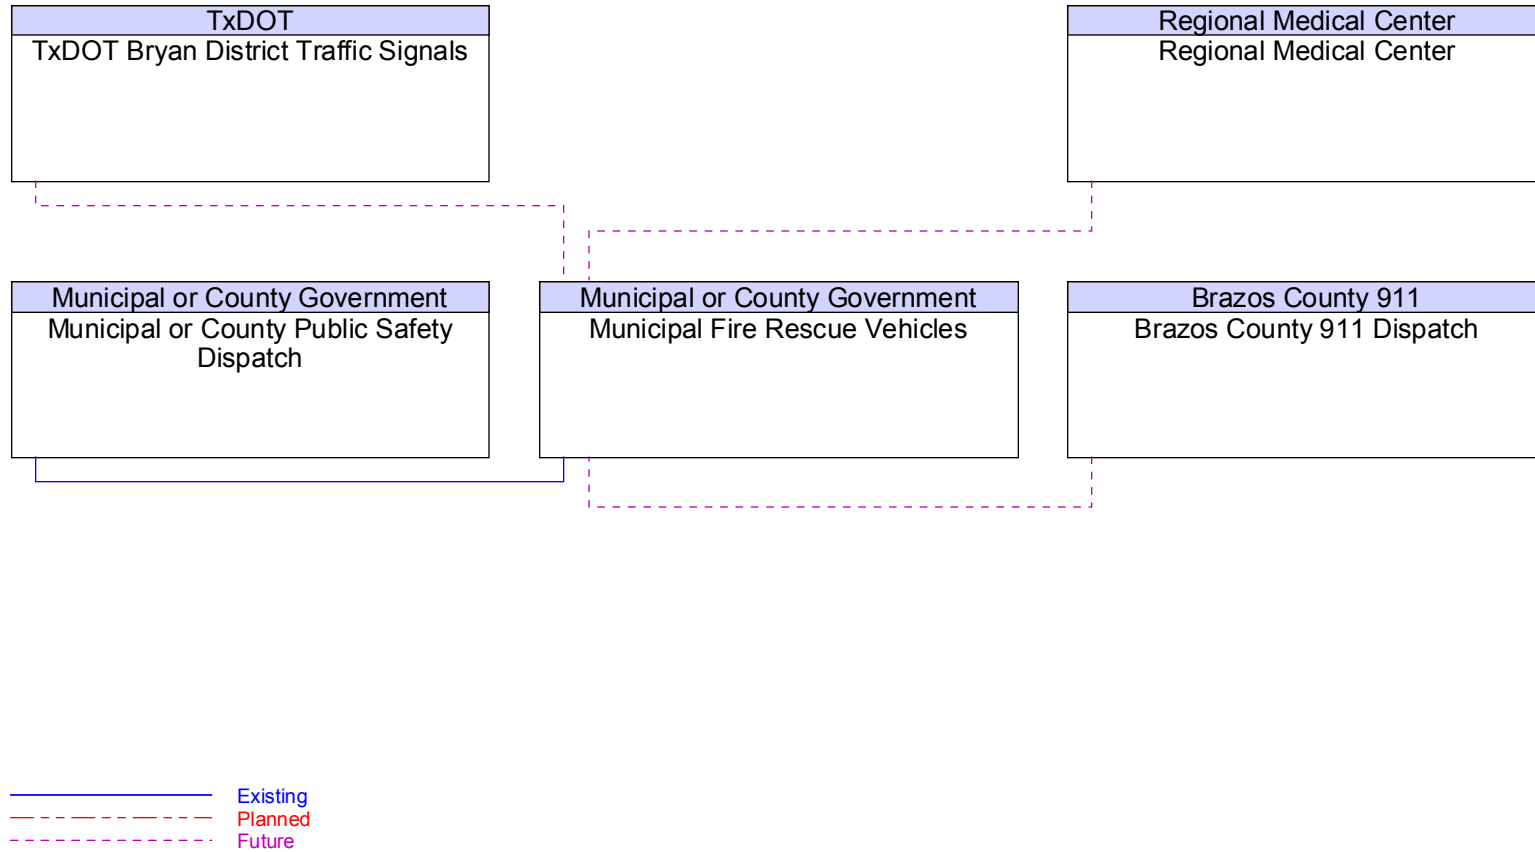 TxDOT
TxDOT Bryan District Traffic Signals
Regional Medical Center
Regional Medical Center
Municipal or County Government
Municipal or County Public Safety
Dispatch
Municipal or County Government
Municipal Fire Rescue Vehicles
Brazos County 911
Brazos County 911 Dispatch
Existing
Planned
Future